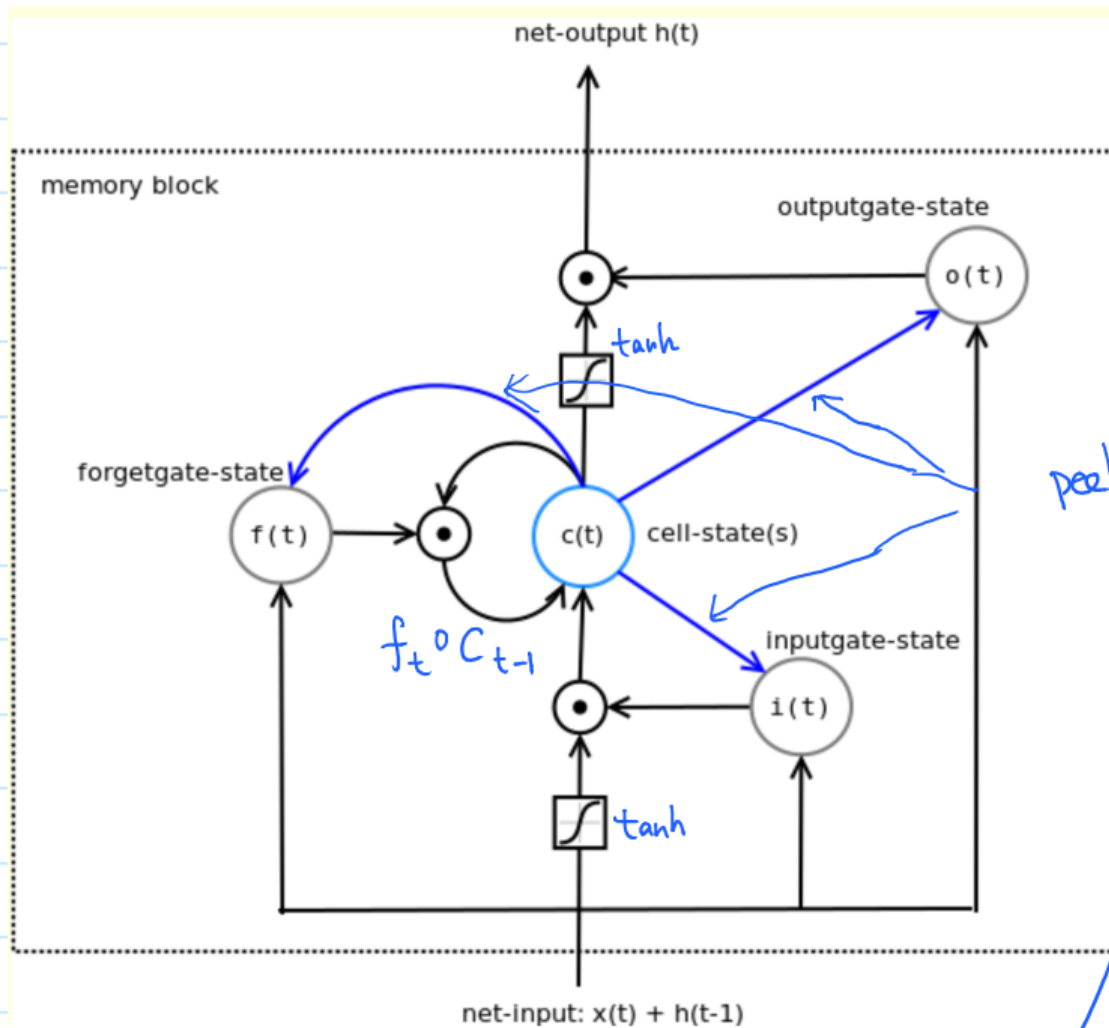 net-output h(t)
memory block
outputgate-state
o(t)
tanh
forgetgate-state
f(t)
c(t)
cell-state(s)
f_t ∘ C_{t-1}
inputgate-state
i(t)
tanh
net-input: x(t) + h(t-1)